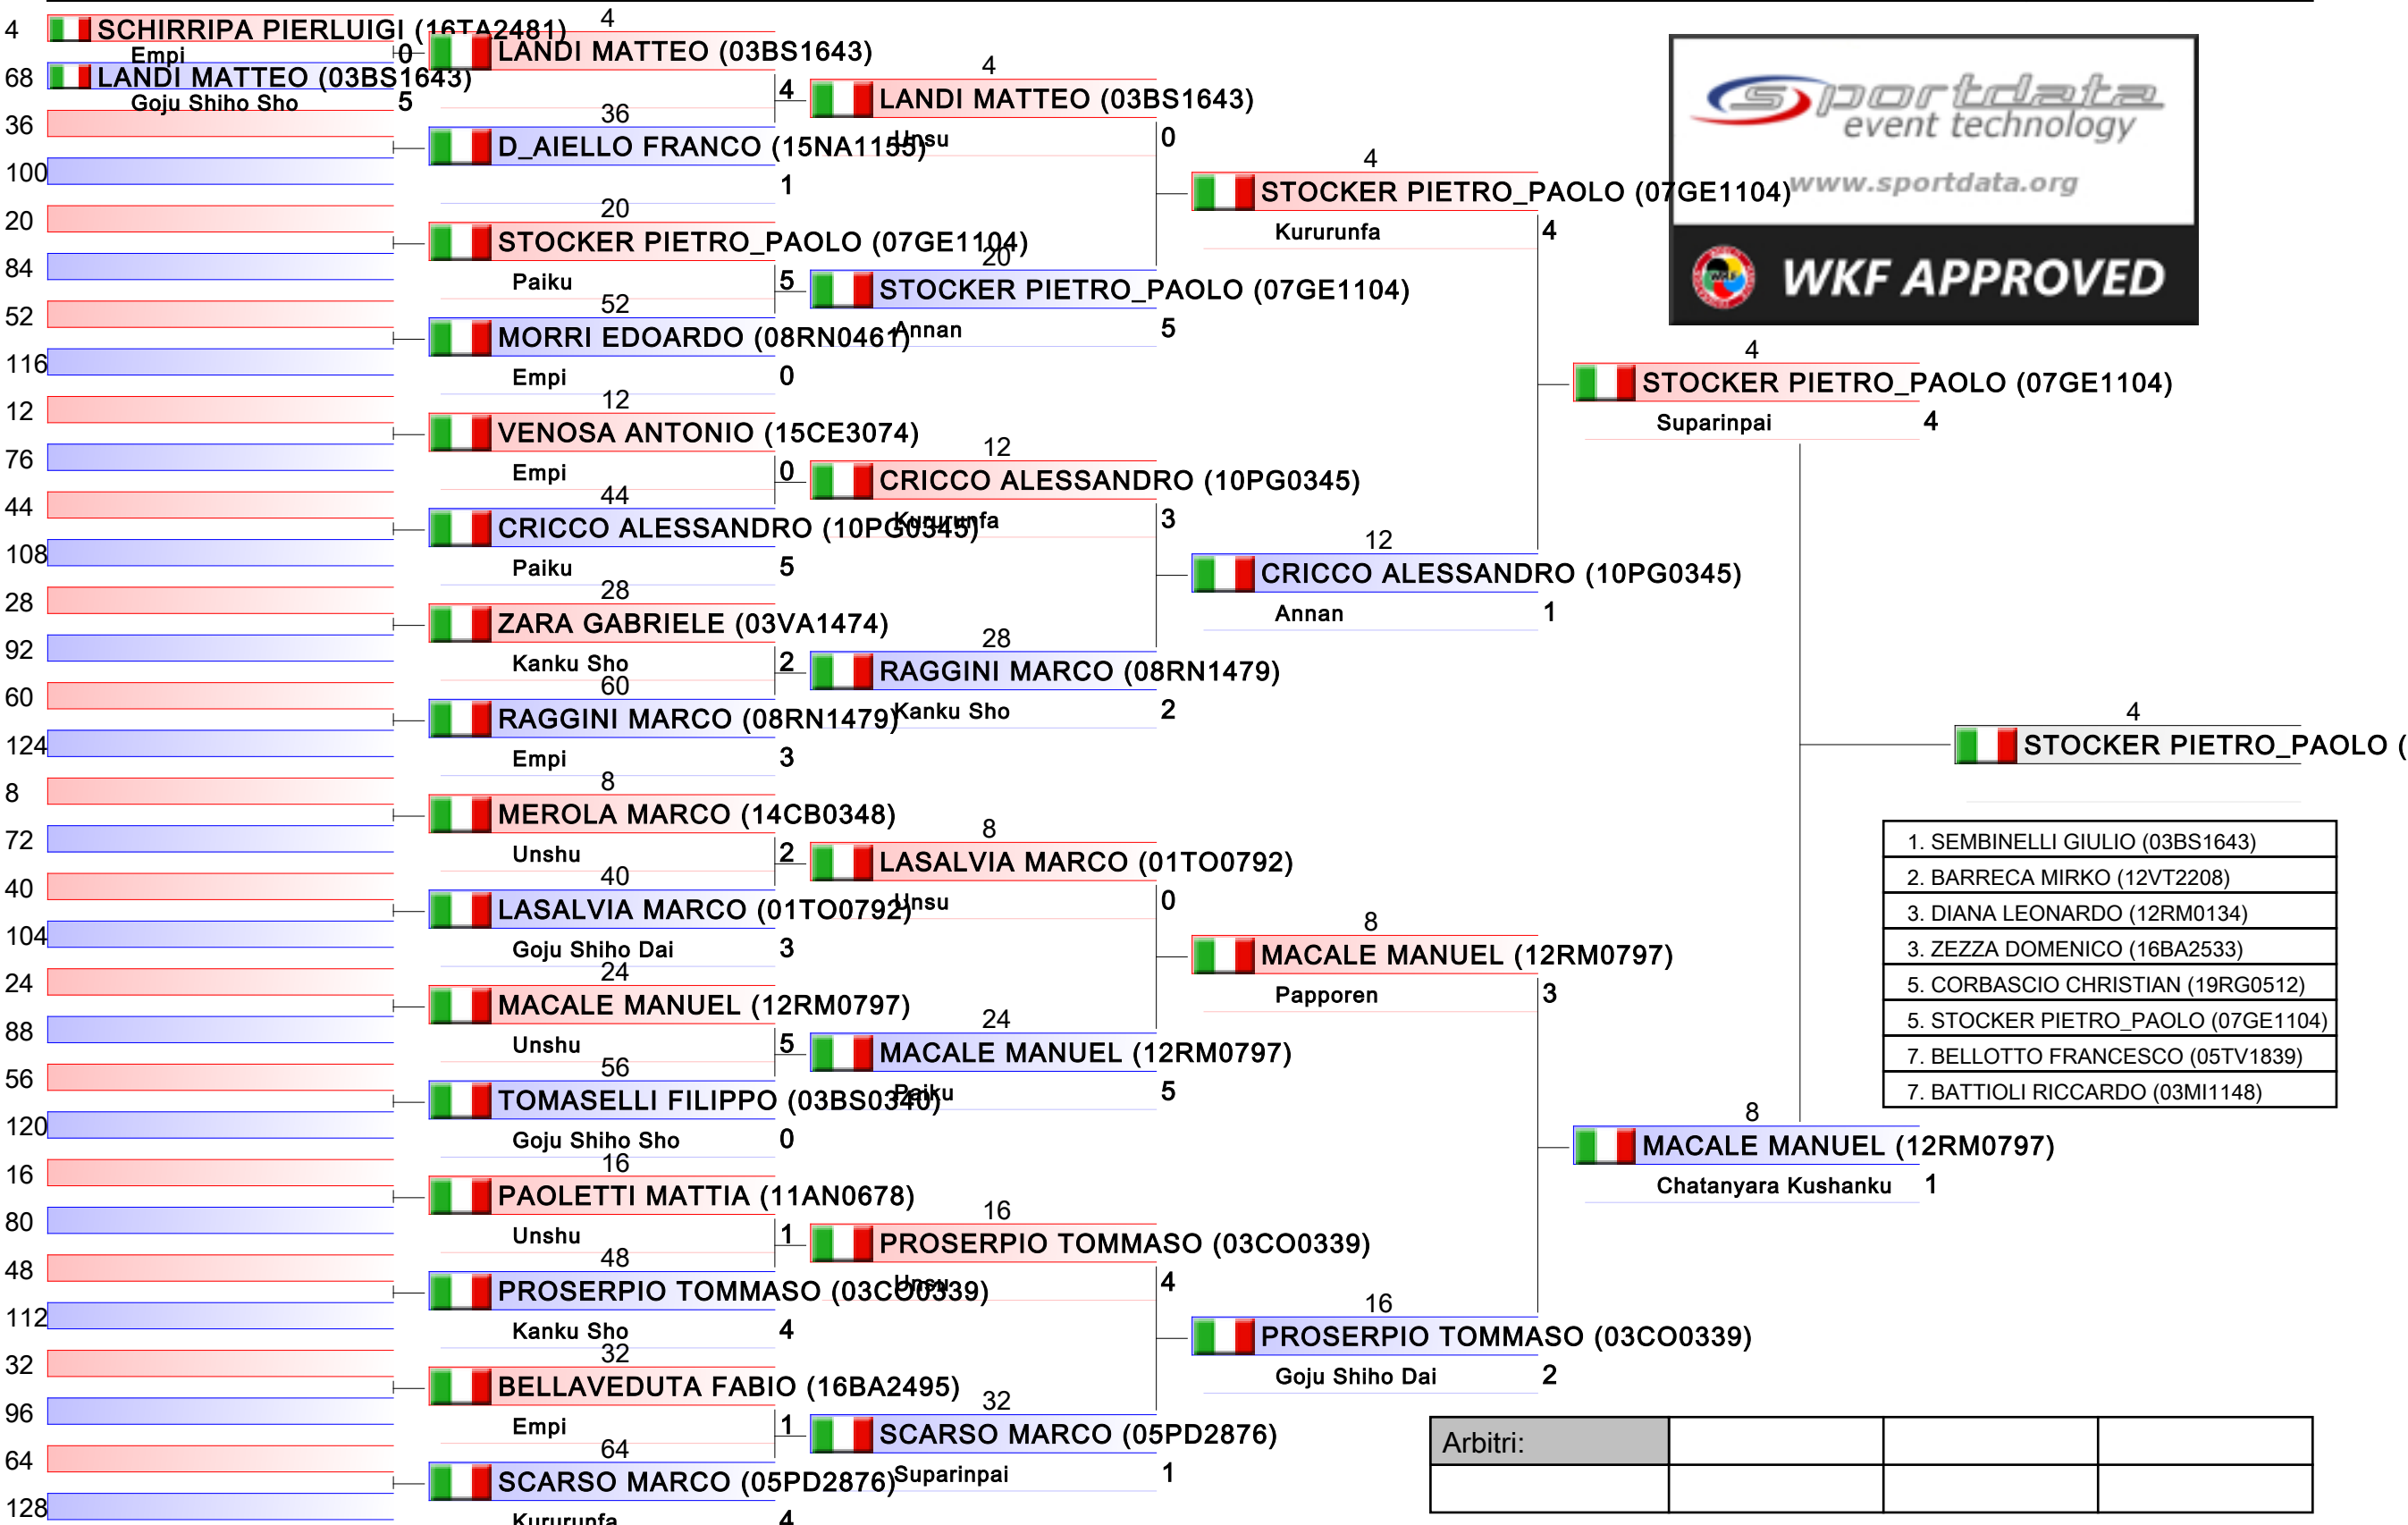 4 SCHIRRIPA PIERLUIGI (16TA2481)
Empi 0
68 LANDI MATTEO (03BS1643)
Goju Shiho Sho 5
36
100
20
84
52
116
12
76
44
108
28
92
60
124
8
72
40
104
24
88
56
120
16
80
48
112
32
96
64
128
4
LANDI MATTEO (03BS1643)
4
36
D_AIELLO FRANCO (15NA1155)
1
20
STOCKER PIETRO_PAOLO (07GE1104)
Paiku 5
52
MORRI EDOARDO (08RN0461)
Empi 0
12
VENOSA ANTONIO (15CE3074)
Empi 0
44
CRICCO ALESSANDRO (10PG0345)
Paiku 5
28
ZARA GABRIELE (03VA1474)
Kanku Sho 2
60
RAGGINI MARCO (08RN1479)
Empi 3
8
MEROLA MARCO (14CB0348)
Unshu 2
40
LASALVIA MARCO (01TO0792)
Goju Shiho Dai 3
24
MACALE MANUEL (12RM0797)
Unshu 5
56
TOMASELLI FILIPPO (03BS0340)
Goju Shiho Sho 0
16
PAOLETTI MATTIA (11AN0678)
Unshu 1
48
PROSERPIO TOMMASO (03CO0339)
Kanku Sho 4
32
BELLAVEDUTA FABIO (16BA2495)
Empi 1
64
SCARSO MARCO (05PD2876)
Kururunfa 4
4
LANDI MATTEO (03BS1643)
Unsu 0
20
STOCKER PIETRO_PAOLO (07GE1104)
Annan 5
12
CRICCO ALESSANDRO (10PG0345)
Kururunfa 3
28
RAGGINI MARCO (08RN1479)
Kanku Sho 2
8
LASALVIA MARCO (01TO0792)
Unsu 0
24
MACALE MANUEL (12RM0797)
Paiku 5
16
PROSERPIO TOMMASO (03CO0339)
Unsu 4
32
SCARSO MARCO (05PD2876)
Suparinpai 1
4
STOCKER PIETRO_PAOLO (07GE1104)
Kururunfa 4
12
CRICCO ALESSANDRO (10PG0345)
Annan 1
8
MACALE MANUEL (12RM0797)
Papporen 3
16
PROSERPIO TOMMASO (03CO0339)
Goju Shiho Dai 2
sportdata
event technology
www.sportdata.org
WKF APPROVED
4
STOCKER PIETRO_PAOLO (07GE1104)
Suparinpai 4
8
MACALE MANUEL (12RM0797)
Chatanyara Kushanku 1
4
STOCKER PIETRO_PAOLO (
1. SEMBINELLI GIULIO (03BS1643)
2. BARRECA MIRKO (12VT2208)
3. DIANA LEONARDO (12RM0134)
3. ZEZZA DOMENICO (16BA2533)
5. CORBASCIO CHRISTIAN (19RG0512)
5. STOCKER PIETRO_PAOLO (07GE1104)
7. BELLOTTO FRANCESCO (05TV1839)
7. BATTIOLI RICCARDO (03MI1148)
Arbitri: